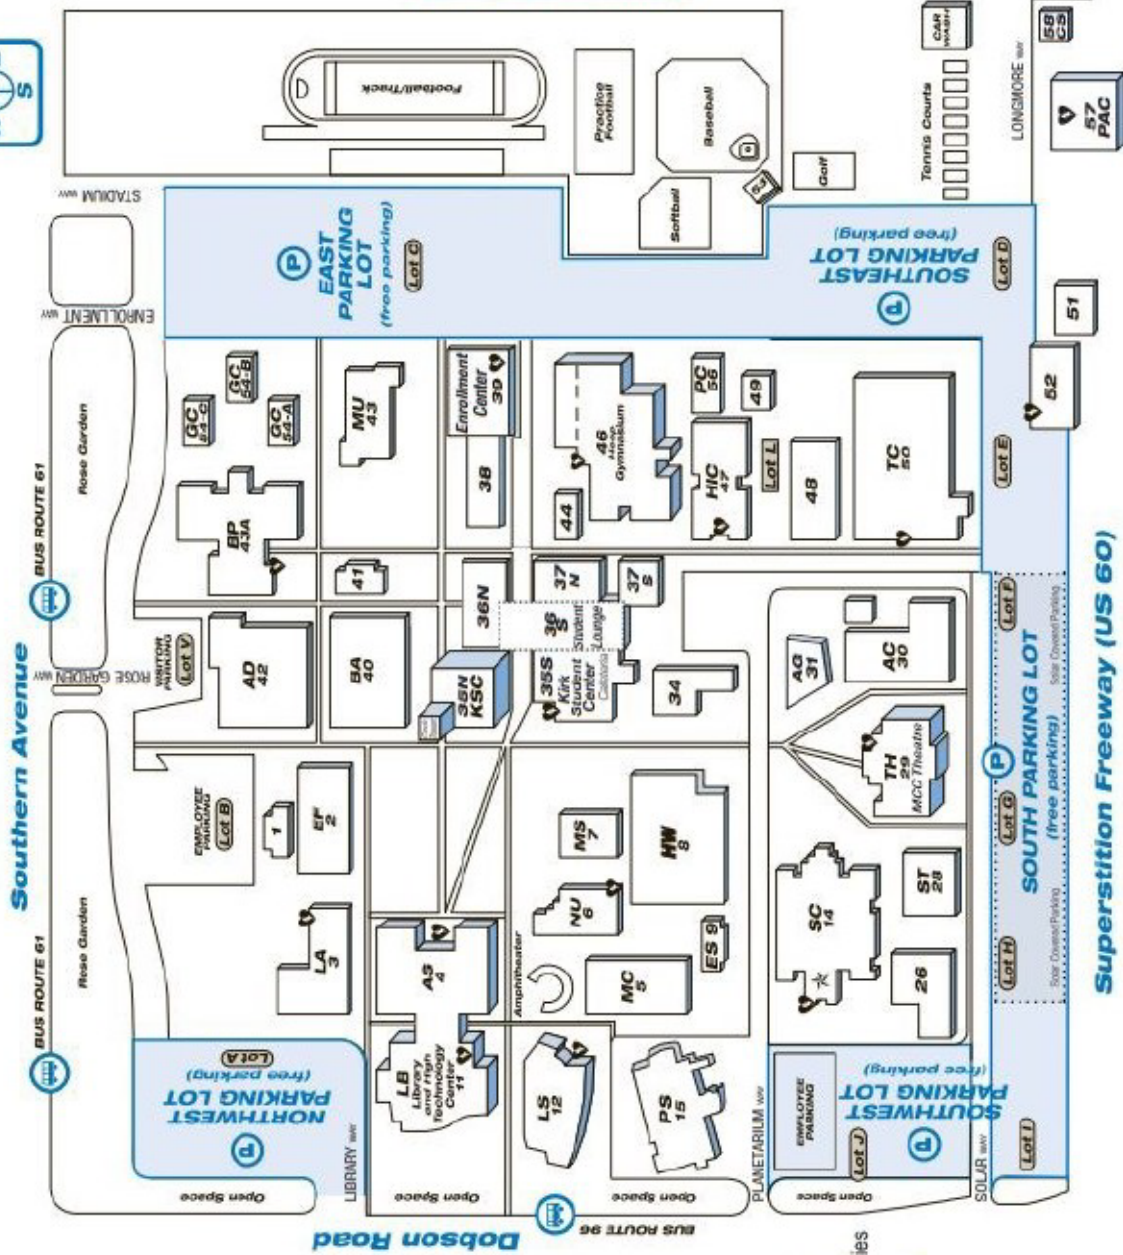 S
Southern Avenue
BUS ROUTE 61
BUS ROUTE 61
Rose Garden
Rose Garden
ROSE GARDEN WAY
ENROLLMENT WAY
STADIUM WAY
Football/Track
Practice
Football
Baseball
Softball
53
Golf
Tennis Courts
CAR
WASH
LONGMORE WAY
58
CS
57
PAC
P
EAST
PARKING
LOT
(free parking)
Lot C
P
SOUTHEAST
PARKING LOT
(free parking)
Lot D
51
52
GC
54-C
GC
54-B
GC
54-A
MU
43
Enrollment
Center
39
38
BP
43A
41
VISITOR
PARKING
Lot V
AD
42
BA
40
36N
35N
KSC
44
46
Hoop
Gymnasium
PC
56
49
HIC
47
Lot L
48
TC
50
Lot E
37
N
37
S
36
S
Student
Lounge
35S
Kirk
Student
Center
Cafeteria
34
AG
31
AC
30
TH
29
MCC Theatre
EMPLOYEE
PARKING
Lot B
1
EF
2
LA
3
AS
4
Amphitheater
MS
7
NU
6
HW
8
MC
5
ES 9
SC
14
ST
28
26
Lot F
Solar Covered Parking
P
SOUTH PARKING LOT
(free parking)
Lot G
Lot H
Solar Covered Parking
Superstition Freeway (US 60)
Lot A
NORTHWEST
PARKING LOT
(free parking)
P
LB
Library
and High
Technology
Center
11
LS
12
PS
15
EMPLOYEE
PARKING
Lot J
SOUTHWEST
PARKING LOT
(free parking)
P
Lot I
LIBRARY WAY
PLANETARIUM WAY
SOLAR WAY
Open Space
Open Space
Open Space
Open Space
BUS ROUTE 96
Dobson Road
ies